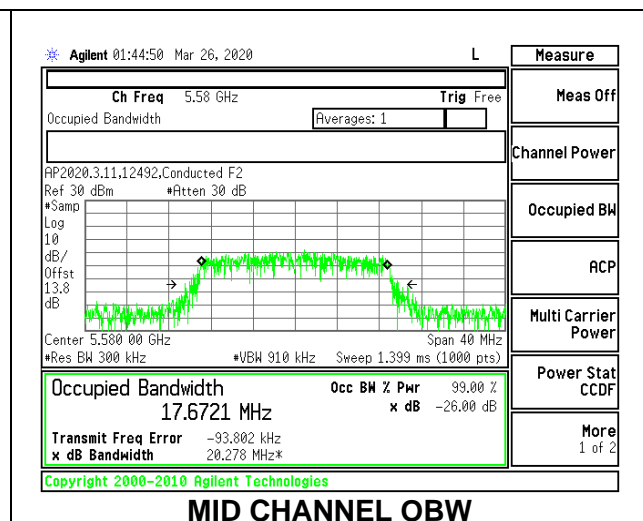 Agilent 01:44:50 Mar 26, 2020 L
Measure
Ch Freq 5.58 GHz Trig Free
Occupied Bandwidth Averages: 1
Meas Off
Channel Power
Occupied BW
ACP
Multi Carrier
Power
Power Stat
CCDF
More
1 of 2
AP2020.3.11,12492,Conducted F2
Ref 30 dBm #Atten 30 dB
#Samp
Log
10
dB/
Offst
13.8
dB
Center 5.580 00 GHz Span 40 MHz
#Res BW 300 kHz #VBW 910 kHz Sweep 1.399 ms (1000 pts)
Occupied Bandwidth Occ BW % Pwr 99.00 %
17.6721 MHz x dB -26.00 dB
Transmit Freq Error -93.802 kHz
x dB Bandwidth 20.278 MHz*
Copyright 2000-2010 Agilent Technologies
MID CHANNEL OBW